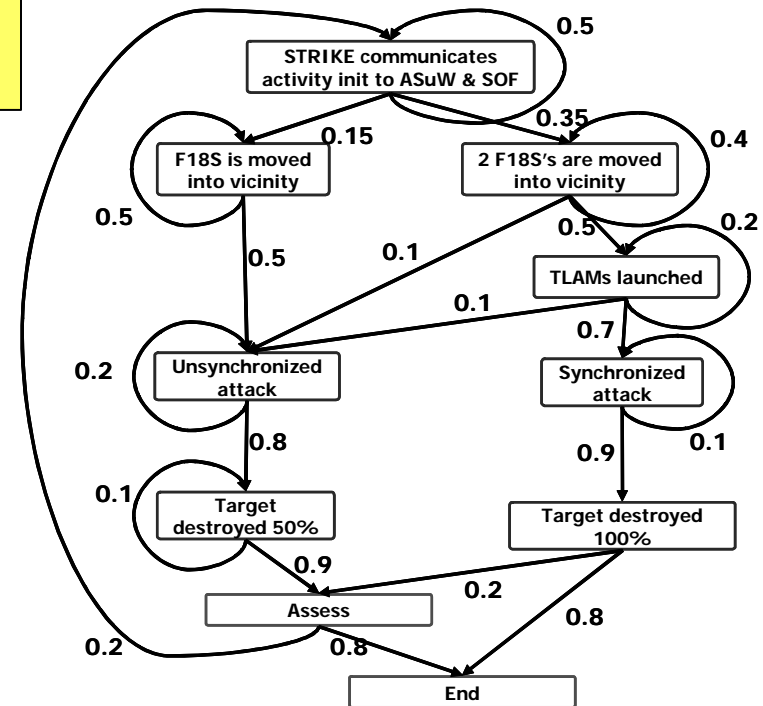 0.5
STRIKE communicates
activity init to ASuW & SOF
0.15
0.35
F18S is moved
into vicinity
2 F18S's are moved
into vicinity
0.4
0.5
0.5
0.1
0.5
0.2
TLAMs launched
0.1
0.7
0.2
Unsynchronized
attack
Synchronized
attack
0.8
0.9
0.1
0.1
Target
destroyed 50%
Target destroyed
100%
0.9
0.2
Assess
0.8
0.2
0.8
End